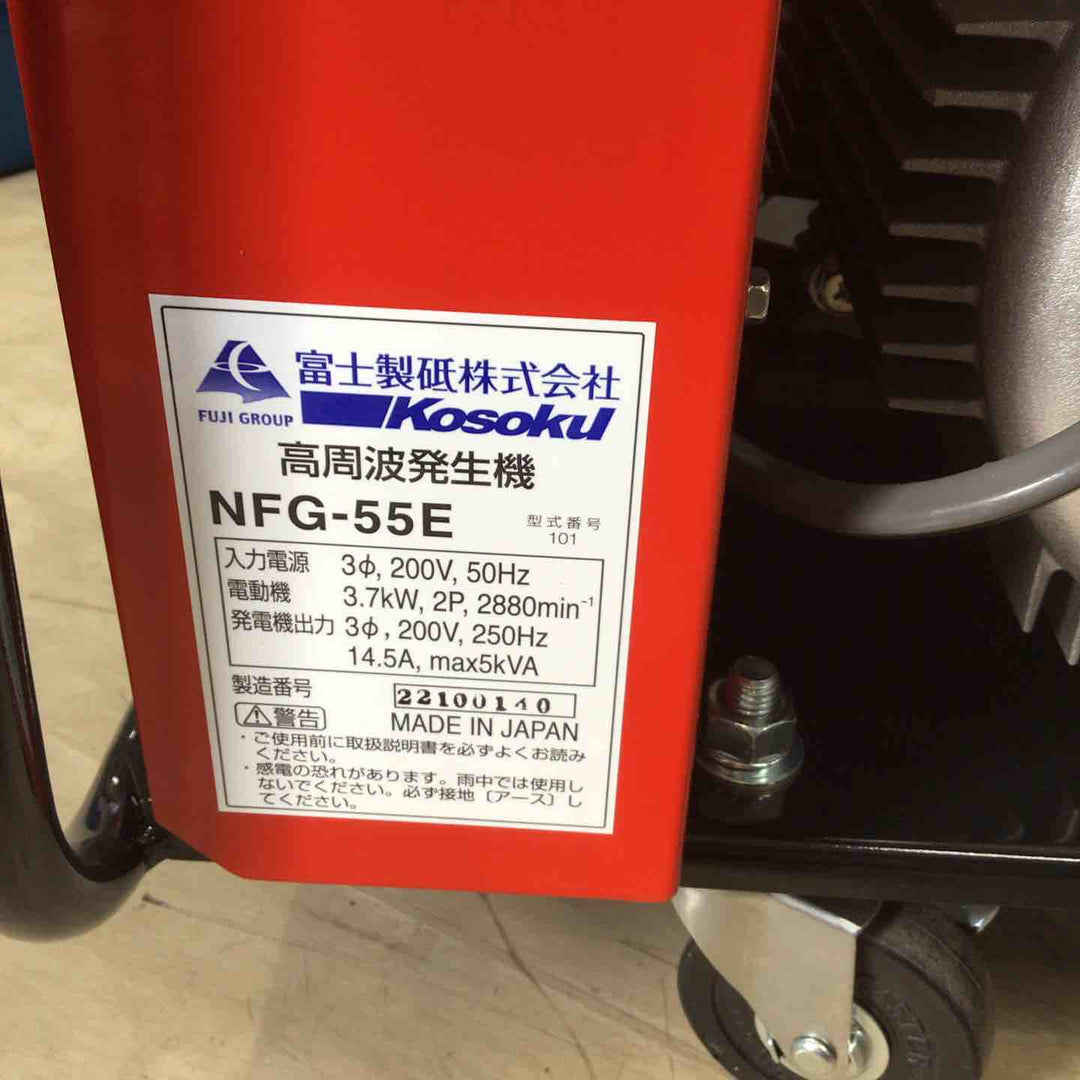 富士製砥株式会社
FUJI GROUP
Kosoku
高周波発生機
NFG-55E
型式番号
101
入力電源 3φ, 200V, 50Hz
電動機 3.7kW, 2P, 2880min⁻¹
発電機出力 3φ, 200V, 250Hz
14.5A, max5kVA
製造番号 22100140
⚠警告 MADE IN JAPAN
・ご使用前に取扱説明書を必ずよくお読み
ください。
・感電の恐れがあります。雨中では使用し
ないでください。必ず接地〔アース〕し
てください。